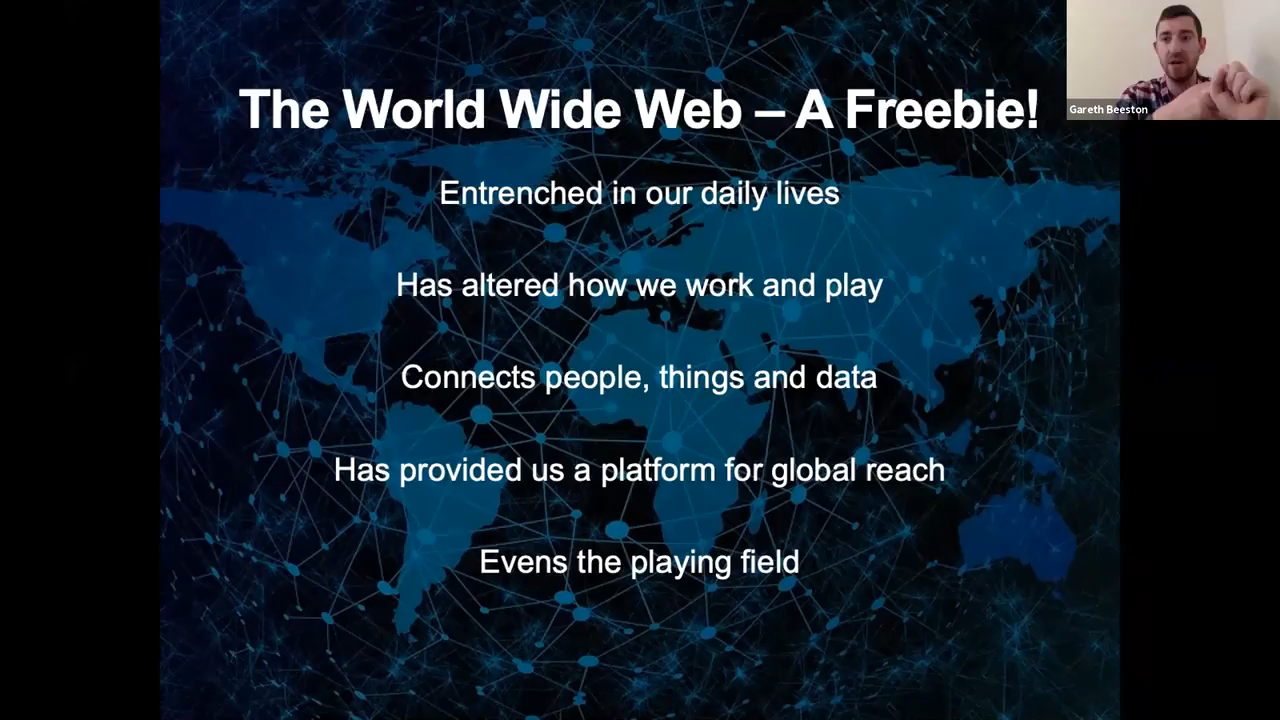 The World Wide Web – A Freebie!
Gareth Beeston
Entrenched in our daily lives
Has altered how we work and play
Connects people, things and data
Has provided us a platform for global reach
Evens the playing field